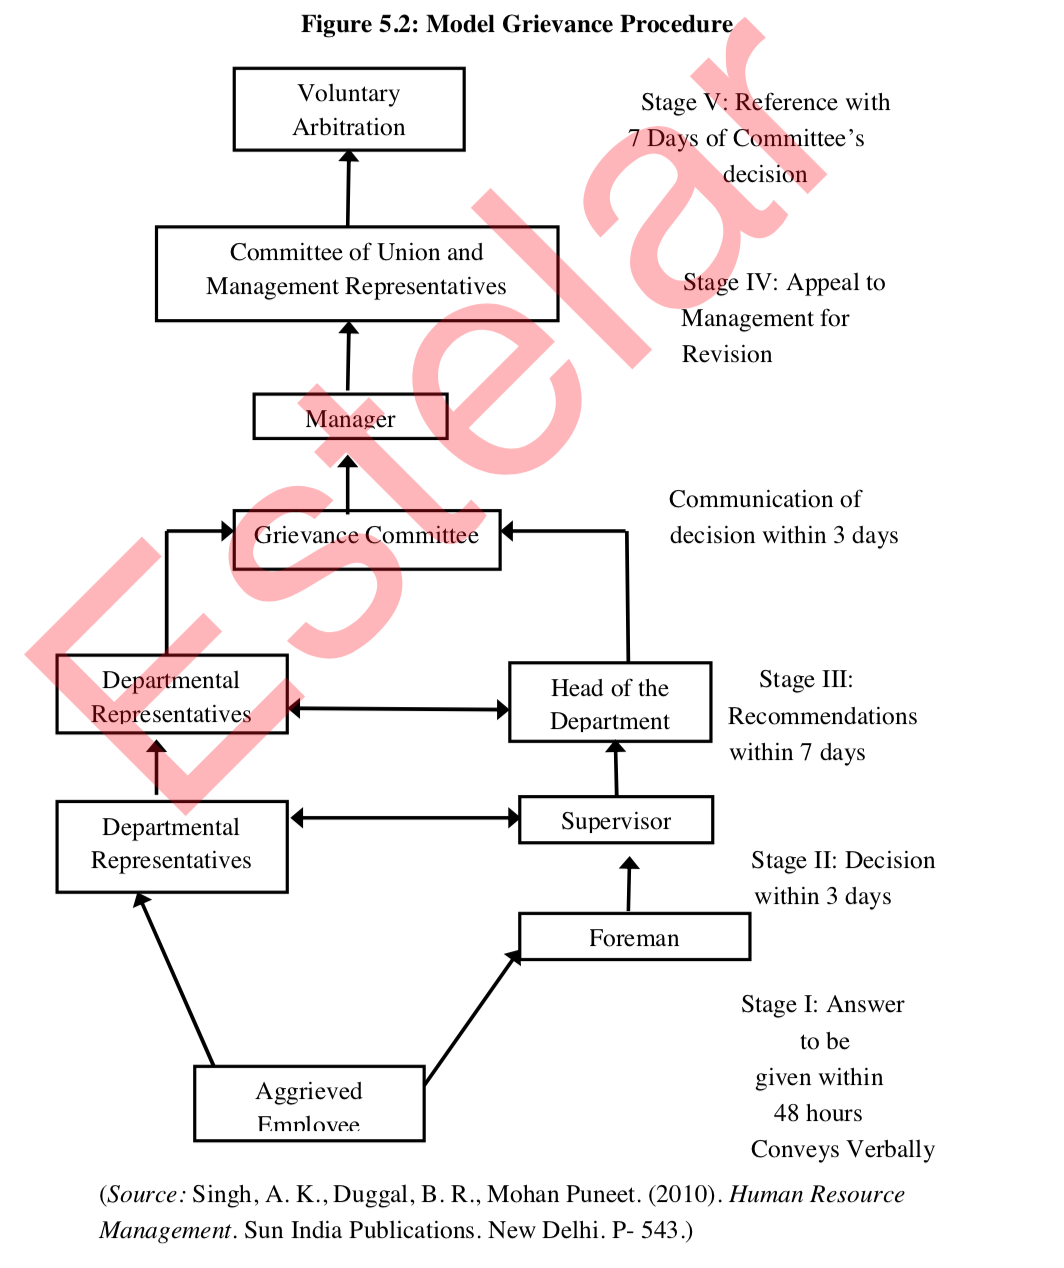 Figure 5.2: Model Grievance Procedure
Voluntary
Arbitration
Stage V: Reference with
7 Days of Committee's
decision
Committee of Union and
Management Representatives
Stage IV: Appeal to
Management for
Revision
Manager
Communication of
decision within 3 days
Grievance Committee
Departmental
Representatives
Head of the
Department
Stage III:
Recommendations
within 7 days
Departmental
Representatives
Supervisor
Stage II: Decision
within 3 days
Foreman
Stage I: Answer
to be
given within
48 hours
Conveys Verbally
Aggrieved
Employee
(Source: Singh, A. K., Duggal, B. R., Mohan Puneet. (2010). Human Resource
Management. Sun India Publications. New Delhi. P- 543.)
Estelar